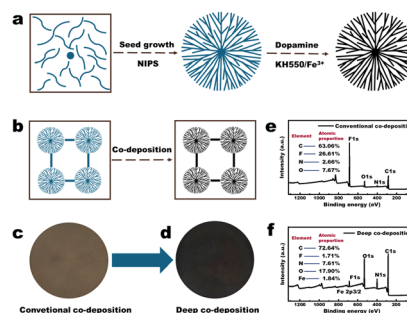 a
Seed growth
NIPS
Dopamine
KH550/Fe³⁺
b
Co-deposition
c
d
Convetional co-deposition
Deep co-deposition
e
Conventional co-deposition
Element Atomic proportion
C 63.06%
F 26.61%
N 2.66%
O 7.67%
F1s
O1s
N1s
C1s
Intensity (a.u.)
1200 1000 800 600 400 200
Binding energy (eV)
f
Deep co-deposition
Element Atomic proportion
C 72.64%
F 1.71%
N 7.61%
O 17.90%
Fe 1.84%
O1s
C1s
F1s
N1s
Fe 2p3/2
Intensity (a.u.)
1200 1000 800 600 400 200
Binding energy (eV)